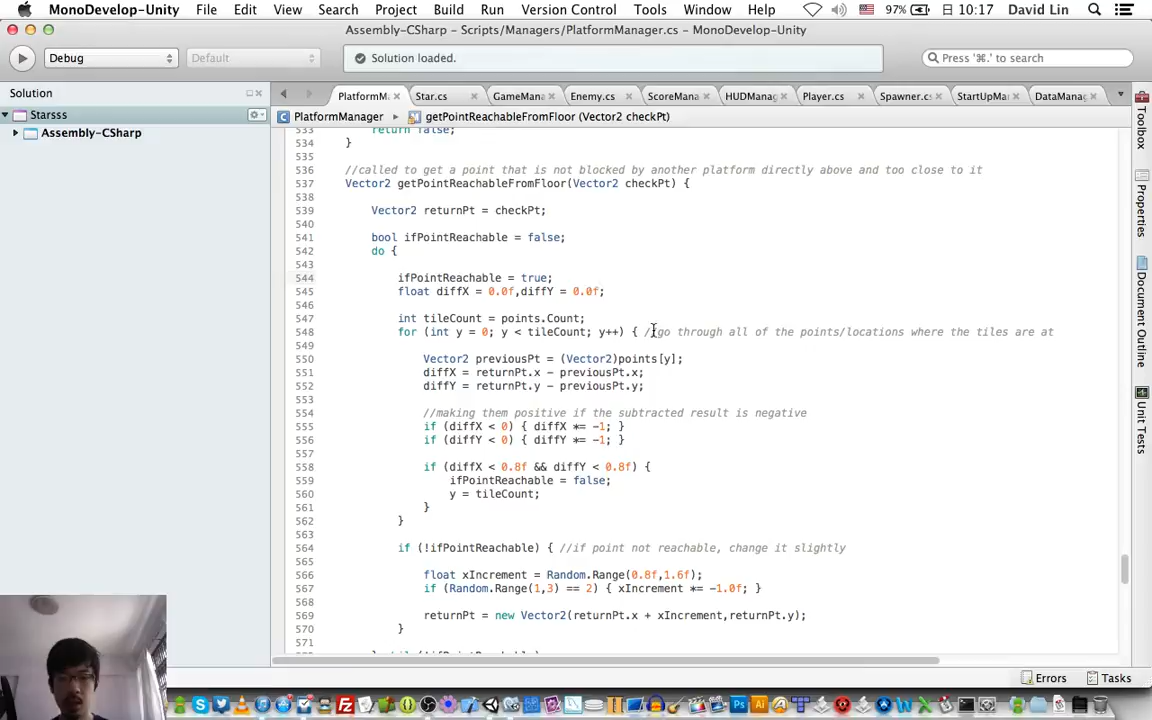 MonoDevelop-Unity File Edit View Search Project Build Run Version Control Tools Window Help 97% 日 10:17 David Lin
Assembly-CSharp - Scripts/Managers/PlatformManager.cs - MonoDevelop-Unity
Debug Default Solution loaded. Press '⌘.' to search
Solution
PlatformM Star.cs GameMana Enemy.cs ScoreMana HUDManag Player.cs Spawner.cs StartUpMa DataManag
Starsss
Assembly-CSharp
PlatformManager ▸ getPointReachableFromFloor (Vector2 checkPt)
Toolbox
Properties
Document Outline
Unit Tests
533 return false;
534 }
535
536 //called to get a point that is not blocked by another platform directly above and too close to it
537 Vector2 getPointReachableFromFloor(Vector2 checkPt) {
538
539 Vector2 returnPt = checkPt;
540
541 bool ifPointReachable = false;
542 do {
543
544 ifPointReachable = true;
545 float diffX = 0.0f,diffY = 0.0f;
546
547 int tileCount = points.Count;
548 for (int y = 0; y < tileCount; y++) { //go through all of the points/locations where the tiles are at
549
550 Vector2 previousPt = (Vector2)points[y];
551 diffX = returnPt.x - previousPt.x;
552 diffY = returnPt.y - previousPt.y;
553
554 //making them positive if the subtracted result is negative
555 if (diffX < 0) { diffX *= -1; }
556 if (diffY < 0) { diffY *= -1; }
557
558 if (diffX < 0.8f && diffY < 0.8f) {
559 ifPointReachable = false;
560 y = tileCount;
561 }
562 }
563
564 if (!ifPointReachable) { //if point not reachable, change it slightly
565
566 float xIncrement = Random.Range(0.8f,1.6f);
567 if (Random.Range(1,3) == 2) { xIncrement *= -1.0f; }
568
569 returnPt = new Vector2(returnPt.x + xIncrement,returnPt.y);
570 }
571
Errors Tasks